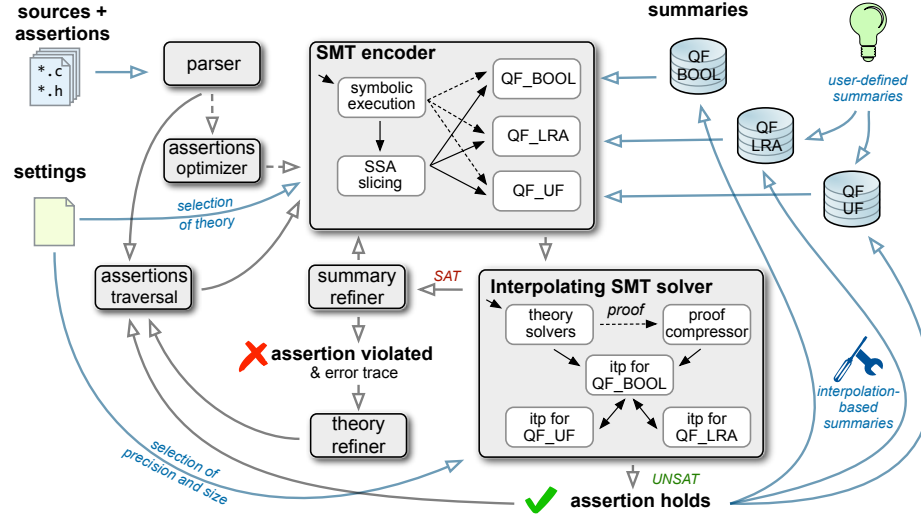 sources +
assertions
*.c
*.h
parser
assertions
optimizer
settings
selection
of theory
assertions
traversal
SMT encoder
symbolic
execution
SSA
slicing
QF_BOOL
QF_LRA
QF_UF
summaries
QF
BOOL
QF
LRA
QF
UF
user-defined
summaries
summary
refiner
SAT
assertion violated
& error trace
theory
refiner
Interpolating SMT solver
theory
solvers
proof
proof
compressor
itp for
QF_BOOL
itp for
QF_UF
itp for
QF_LRA
interpolation-
based
summaries
selection of
precision and size
UNSAT
assertion holds